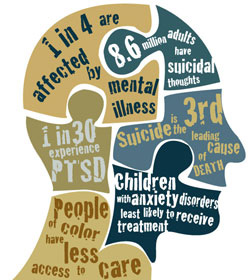 1 in 4 are
affected by
mental
illness
8.6 million adults
have
suicidal
thoughts
1 in 30
experience
PTSD
Suicide is the
3rd
leading
cause
of
DEATH
People
of color
have
less
access to care
Children
with anxiety disorders
least likely to receive
treatment